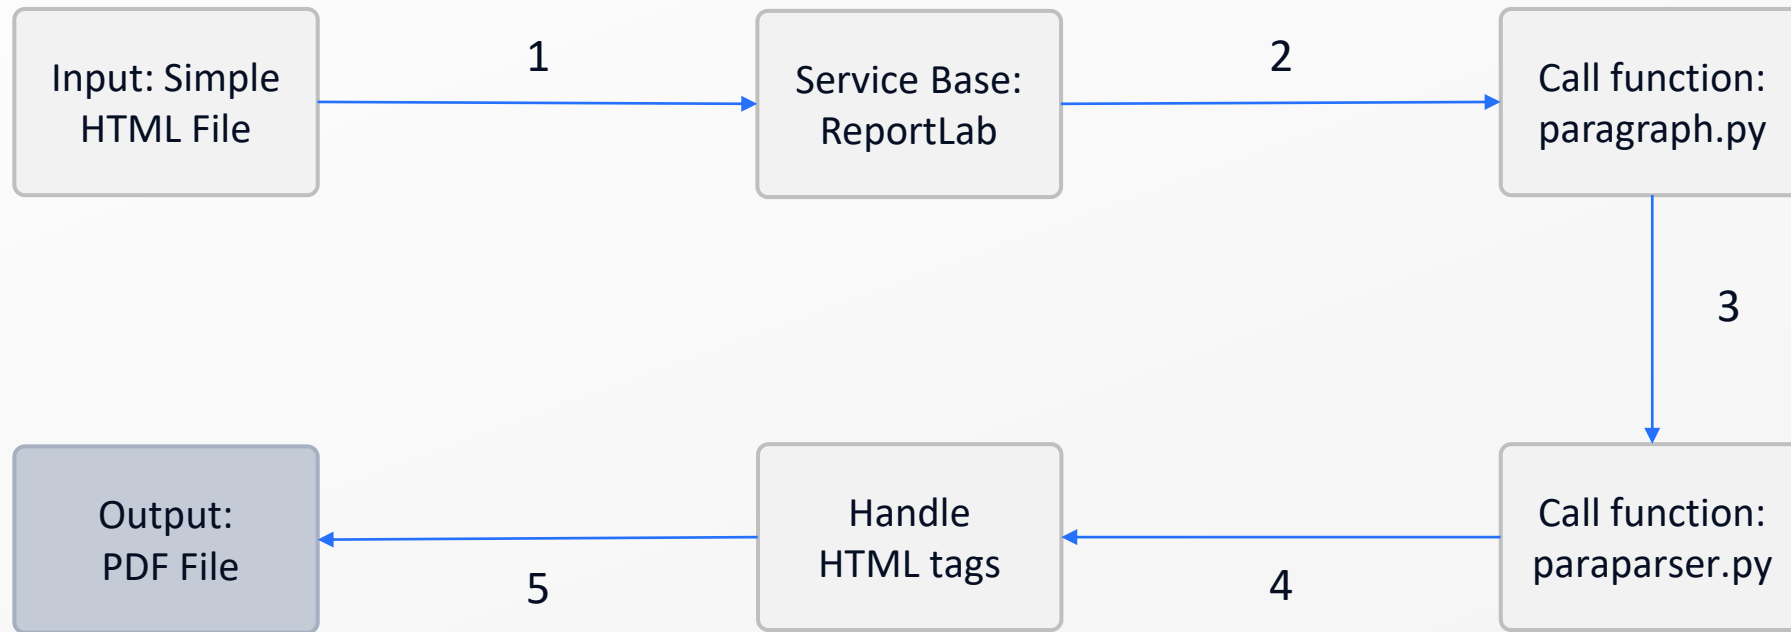 Input: Simple
HTML File
1
Service Base:
ReportLab
2
Call function:
paragraph.py
3
Call function:
paraparser.py
4
Handle
HTML tags
5
Output:
PDF File